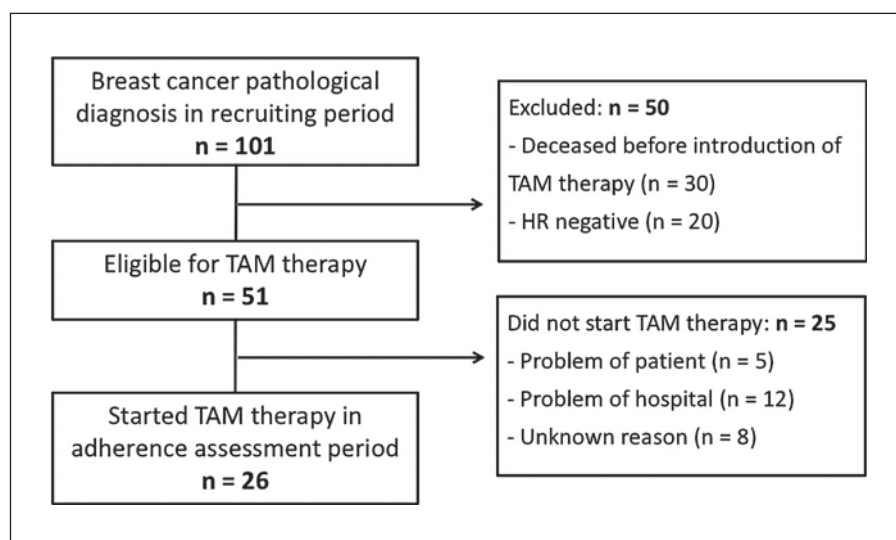 Breast cancer pathological
diagnosis in recruiting period
n = 101
Excluded: n = 50
- Deceased before introduction of
TAM therapy (n = 30)
- HR negative (n = 20)
Eligible for TAM therapy
n = 51
Did not start TAM therapy: n = 25
- Problem of patient (n = 5)
- Problem of hospital (n = 12)
- Unknown reason (n = 8)
Started TAM therapy in
adherence assessment period
n = 26